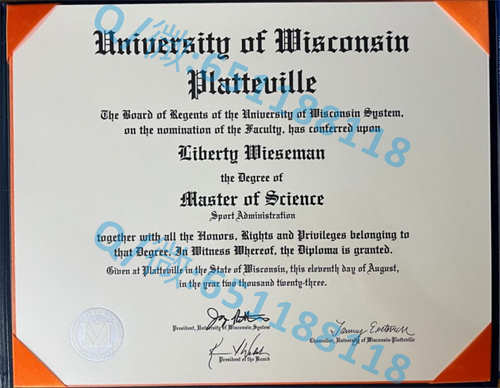 University of Wisconsin
Platteville
The Board of Regents of the University of Wisconsin System,
on the nomination of the Faculty, has conferred upon
Liberty Wieseman
the Degree of
Master of Science
Sport Administration
together with all the Honors, Rights and Privileges belonging to
that Degree. In Witness Whereof, the Diploma is granted.
Given at Platteville in the State of Wisconsin, this eleventh day of August,
in the year two thousand twenty-three.
President, University of Wisconsin System
Chancellor, University of Wisconsin-Platteville
President of the Board
M
Q/微:651188118
Q/微:651188118